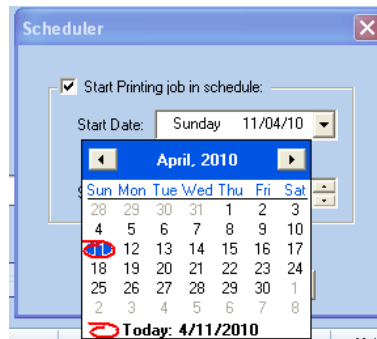 Scheduler
Start Printing job in schedule:
Start Date: Sunday 11/04/10
April, 2010
Sun Mon Tue Wed Thu Fri Sat
28 29 30 31 1 2 3
4 5 6 7 8 9 10
11 12 13 14 15 16 17
18 19 20 21 22 23 24
25 26 27 28 29 30 1
2 3 4 5 6 7 8
Today: 4/11/2010